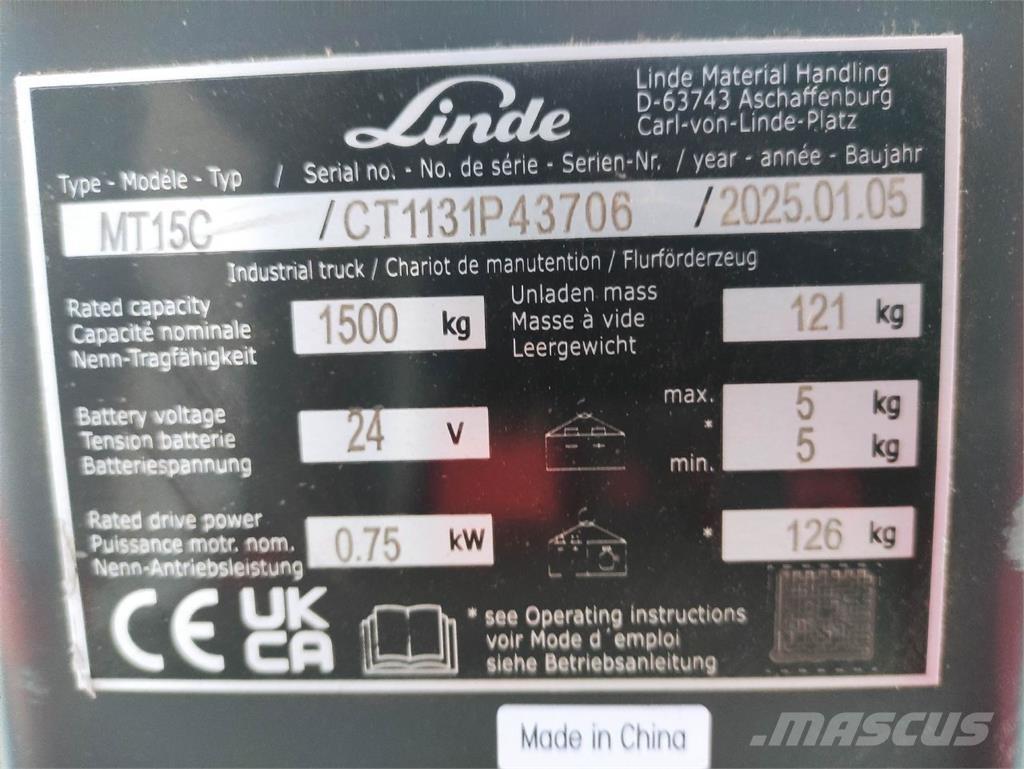 Linde
Linde Material Handling
D-63743 Aschaffenburg
Carl-von-Linde-Platz
Type - Modéle - Typ / Serial no. - No. de série - Serien-Nr. / year - année - Baujahr
MT15C /CT1131P43706 /2025.01.05
Industrial truck / Chariot de manutention / Flurförderzeug
Rated capacity
Capacité nominale
Nenn-Tragfähigkeit
1500 kg
Unladen mass
Masse à vide
Leergewicht
121 kg
Battery voltage
Tension batterie
Batteriespannung
24 V
max. 5 kg
*
min. 5 kg
Rated drive power
Puissance motr. nom.
Nenn-Antriebsleistung
0.75 kW
* 126 kg
CE UK
CA
* see Operating instructions
voir Mode d´emploi
siehe Betriebsanleitung
Made in China
MASCUS